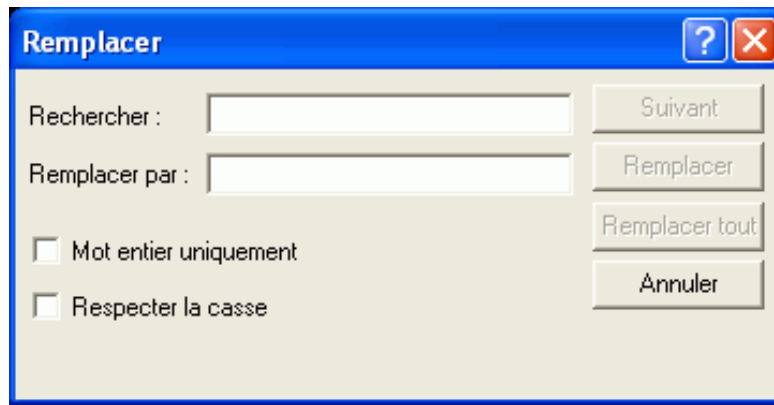 Remplacer
Rechercher :
Suivant
Remplacer par :
Remplacer
Remplacer tout
Mot entier uniquement
Annuler
Respecter la casse